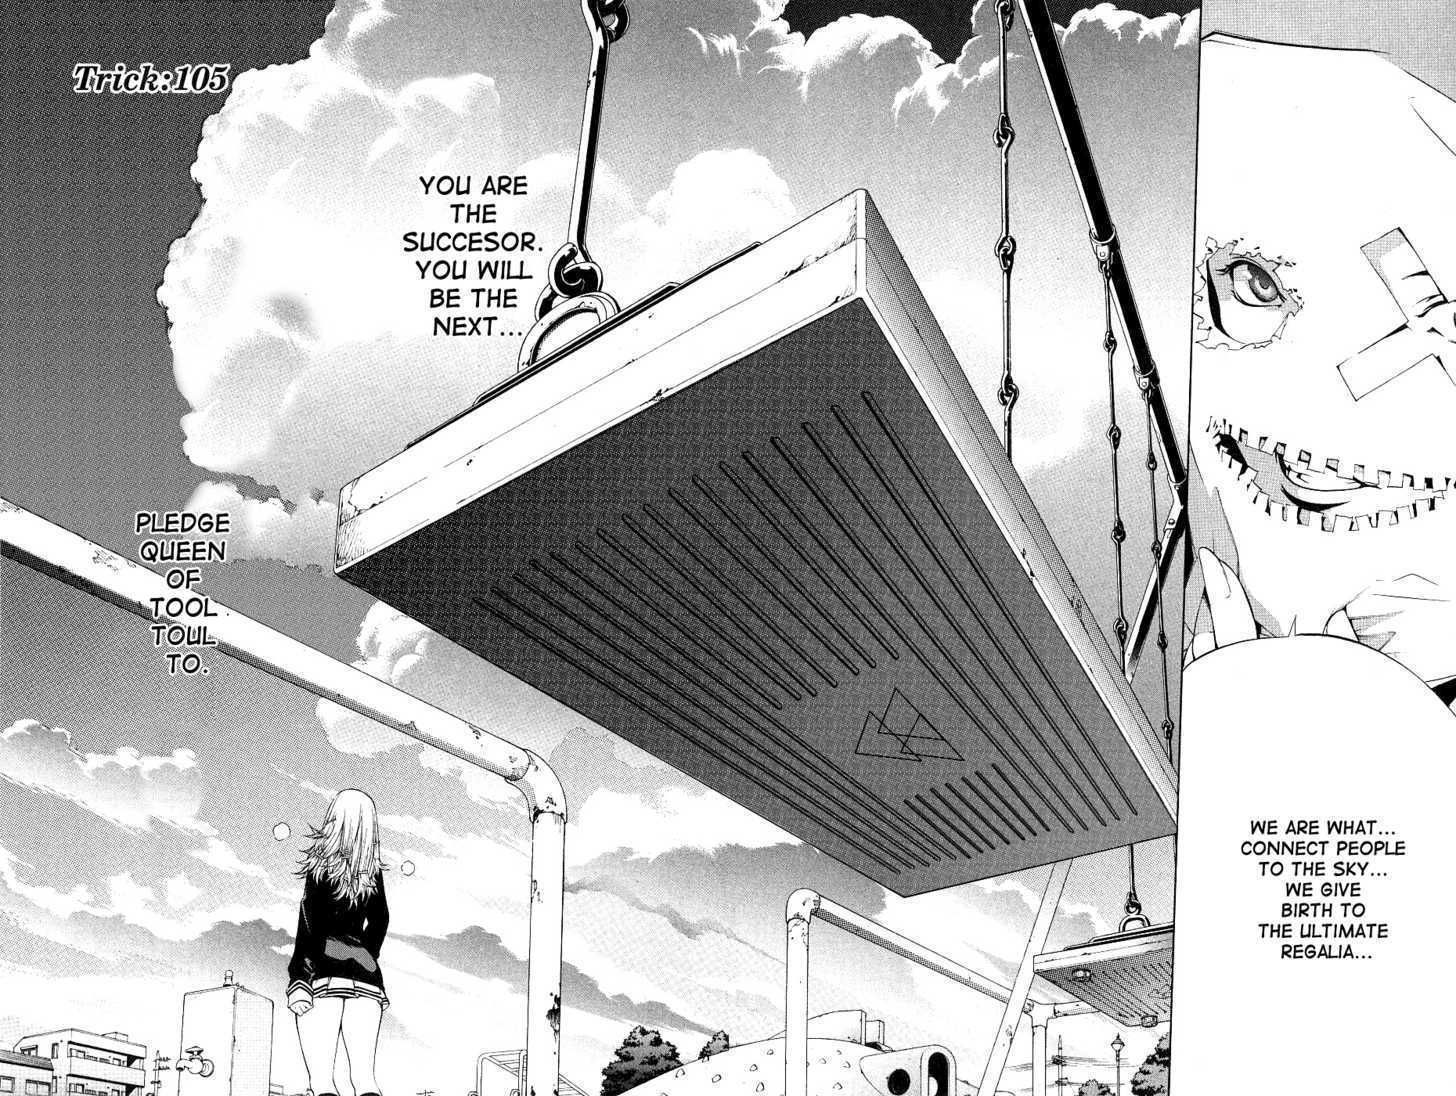 WE ARE WHAT...
CONNECT PEOPLE
TO THE SKY...
WE GIVE
BIRTH TO
THE ULTIMATE
REGALIA...
Trick:105
YOU ARE
THE
SUCCESOR.
YOU WILL
BE THE
NEXT...
PLEDGE
QUEEN
OF
TOOL
TOUL
TO.